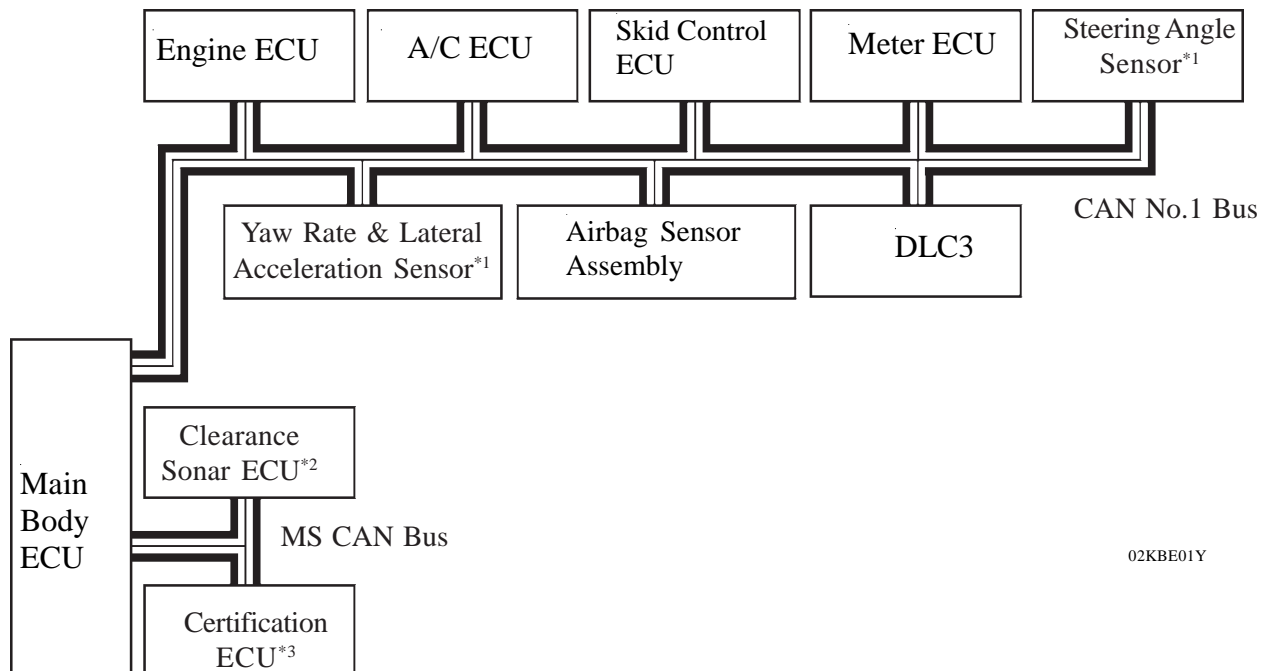 Engine ECU
A/C ECU
Skid Control
ECU
Meter ECU
Steering Angle
Sensor*1
Yaw Rate & Lateral
Acceleration Sensor*1
Airbag Sensor
Assembly
DLC3
CAN No.1 Bus
Main
Body
ECU
Clearance
Sonar ECU*2
MS CAN Bus
Certification
ECU*3
02KBE01Y